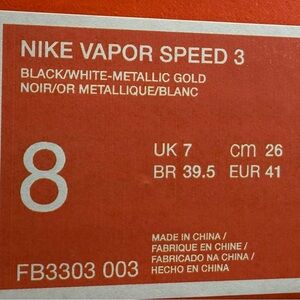 NIKE VAPOR SPEED 3
BLACK/WHITE-METALLIC GOLD
NOIR/OR METALLIQUE/BLANC
8
UK 7 cm 26
BR 39.5 EUR 41
MADE IN CHINA /
FABRIQUE EN CHINE /
FABRICADO NA CHINA /
HECHO EN CHINA
FB3303 003